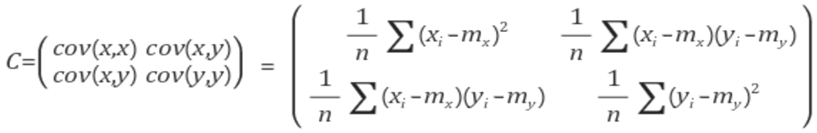 C=( cov(x,x) cov(x,y) = ( 1/n ∑(xᵢ-mₓ)² 1/n ∑(xᵢ-mₓ)(yᵢ-m_y)
cov(x,y) cov(y,y) ) 1/n ∑(xᵢ-mₓ)(yᵢ-m_y) 1/n ∑(yᵢ-m_y)² )